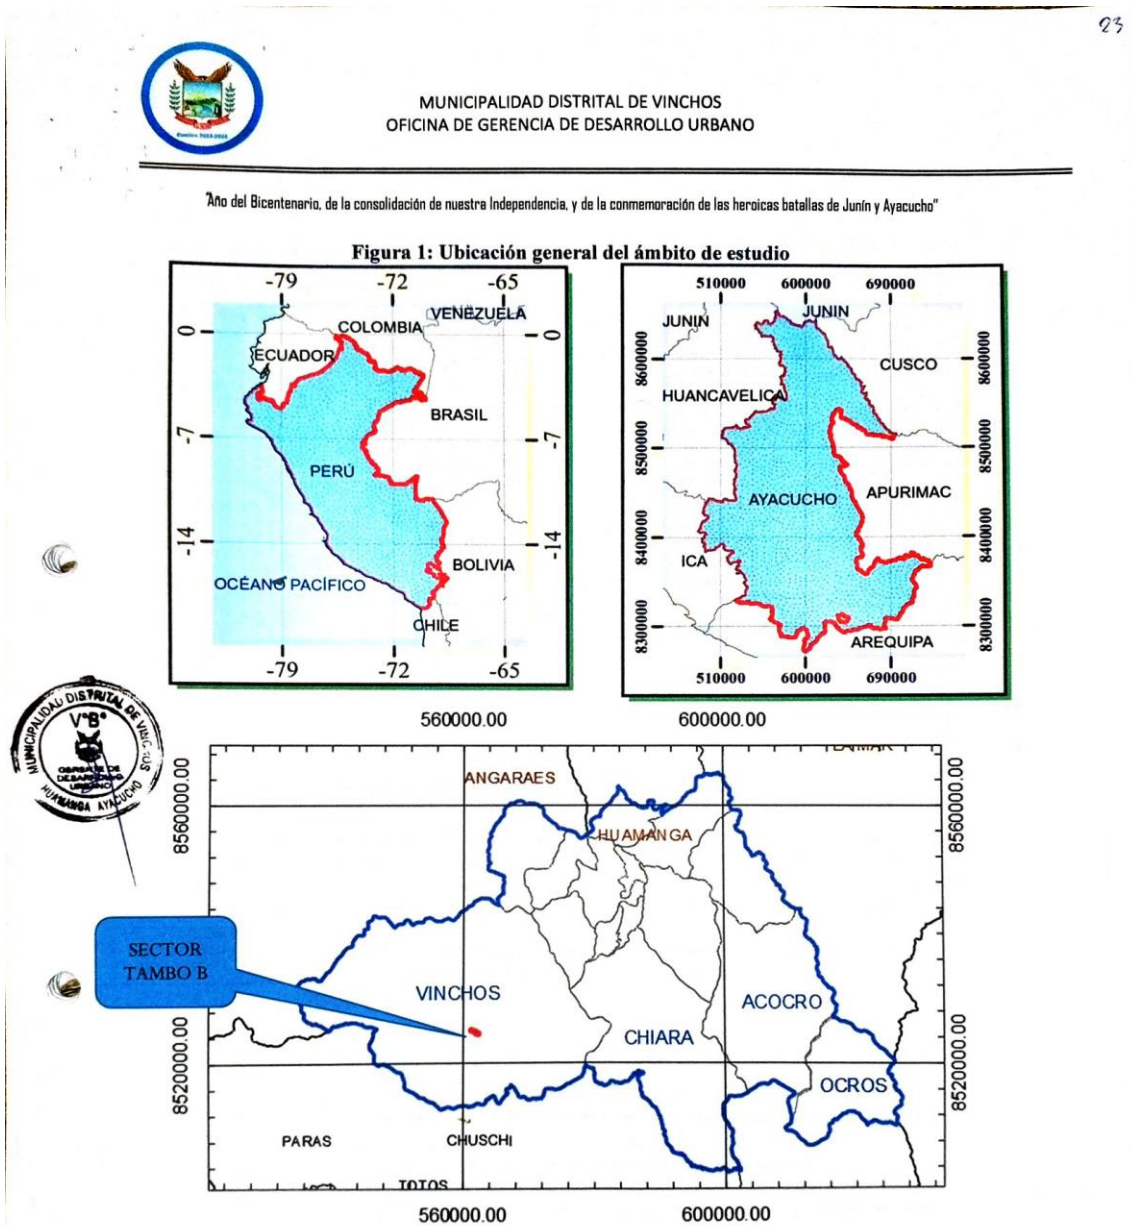 23
MUNICIPALIDAD DISTRITAL DE VINCHOS
OFICINA DE GERENCIA DE DESARROLLO URBANO
"Año del Bicentenario, de la consolidación de nuestra Independencia, y de la conmemoración de las heroicas batallas de Junín y Ayacucho"
Figura 1: Ubicación general del ámbito de estudio
-79 -72 -65
VENEZUELA
COLOMBIA
0 0
ECUADOR
BRASIL
-7 -7
PERÚ
-14 -14
BOLIVIA
OCÉANO PACÍFICO
CHILE
-79 -72 -65
510000 600000 690000
JUNIN JUNIN
8600000 8600000
CUSCO
HUANCAVELICA
8500000 8500000
AYACUCHO APURIMAC
8400000 8400000
ICA
8300000 8300000
AREQUIPA
510000 600000 690000
MUNICIPALIDAD DISTRITAL DE VINCHOS
V°B°
GERENTE DE
DESARROLLO
URBANO
HUAMANGA AYACUCHO
560000.00 600000.00
ANGARAES
8560000.00 8560000.00
HUAMANGA
SECTOR
TAMBO B
VINCHOS
ACOCRO
CHIARA
8520000.00 8520000.00
OCROS
PARAS
CHUSCHI
TOTOS
560000.00 600000.00